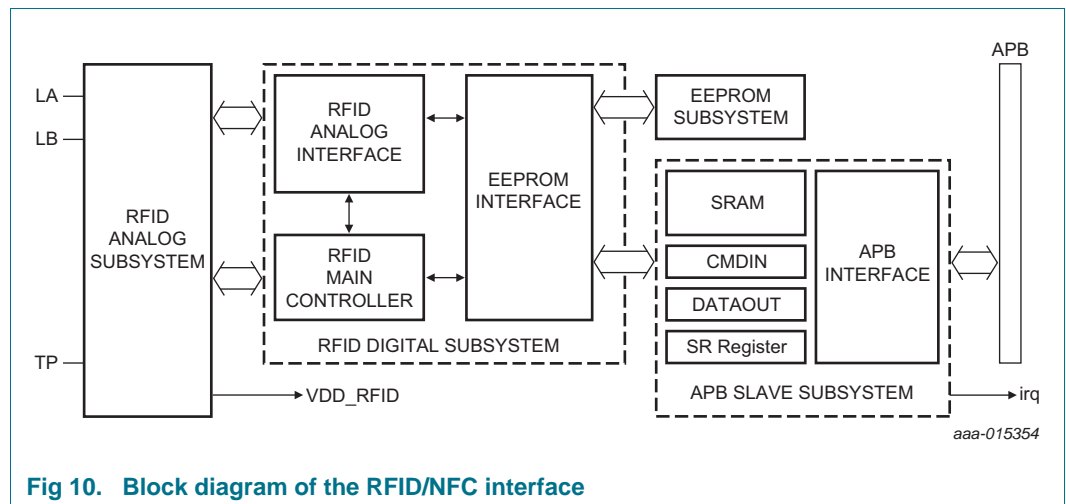 APB
LA
LB
TP
RFID
ANALOG
SUBSYSTEM
RFID
ANALOG
INTERFACE
RFID
MAIN
CONTROLLER
EEPROM
INTERFACE
RFID DIGITAL SUBSYSTEM
VDD_RFID
EEPROM
SUBSYSTEM
SRAM
CMDIN
DATAOUT
SR Register
APB
INTERFACE
APB SLAVE SUBSYSTEM
irq
aaa-015354
Fig 10. Block diagram of the RFID/NFC interface